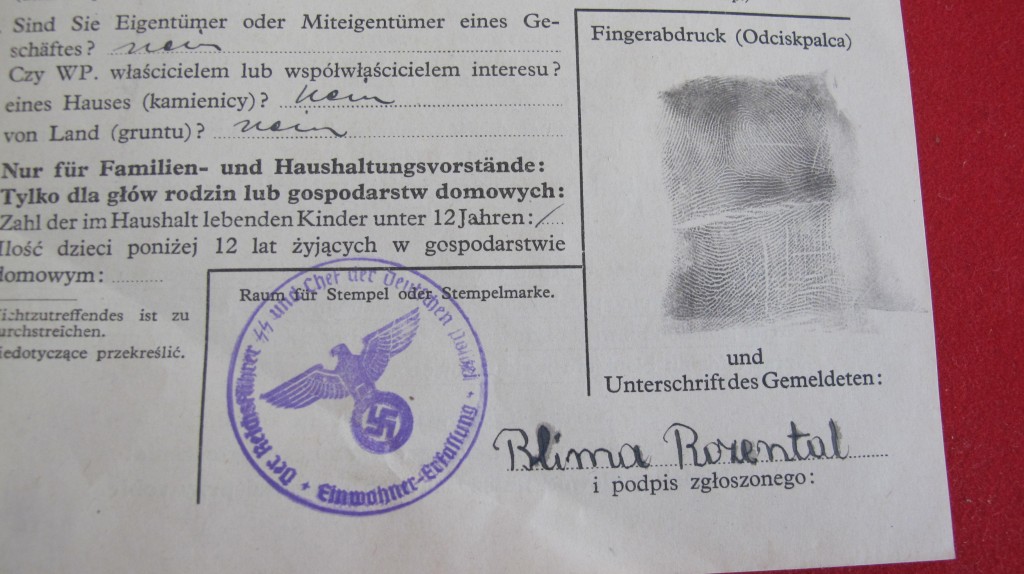 Sind Sie Eigentümer oder Miteigentümer eines Ge-
schäftes? nein
Czy WP. właścicielem lub współwłaścicielem interesu?
eines Hauses (kamienicy)? nein
von Land (gruntu)? nein
Nur für Familien- und Haushaltungsvorstände:
Tylko dla głów rodzin lub gospodarstw domowych:
Zahl der im Haushalt lebenden Kinder unter 12 Jahren: /
Ilość dzieci poniżej 12 lat żyjących w gospodarstwie
domowym:
ichtzutreffendes ist zu
urchstreichen.
iedotyczące przekreślić.
Raum für Stempel oder Stempelmarke.
Der Reichsführer SS und Chef der Deutschen Polizei
Einwohner-Erfassung
Fingerabdruck (Odciskpalca)
und
Unterschrift des Gemeldeten:
Blima Rozental
i podpis zgłoszonego: